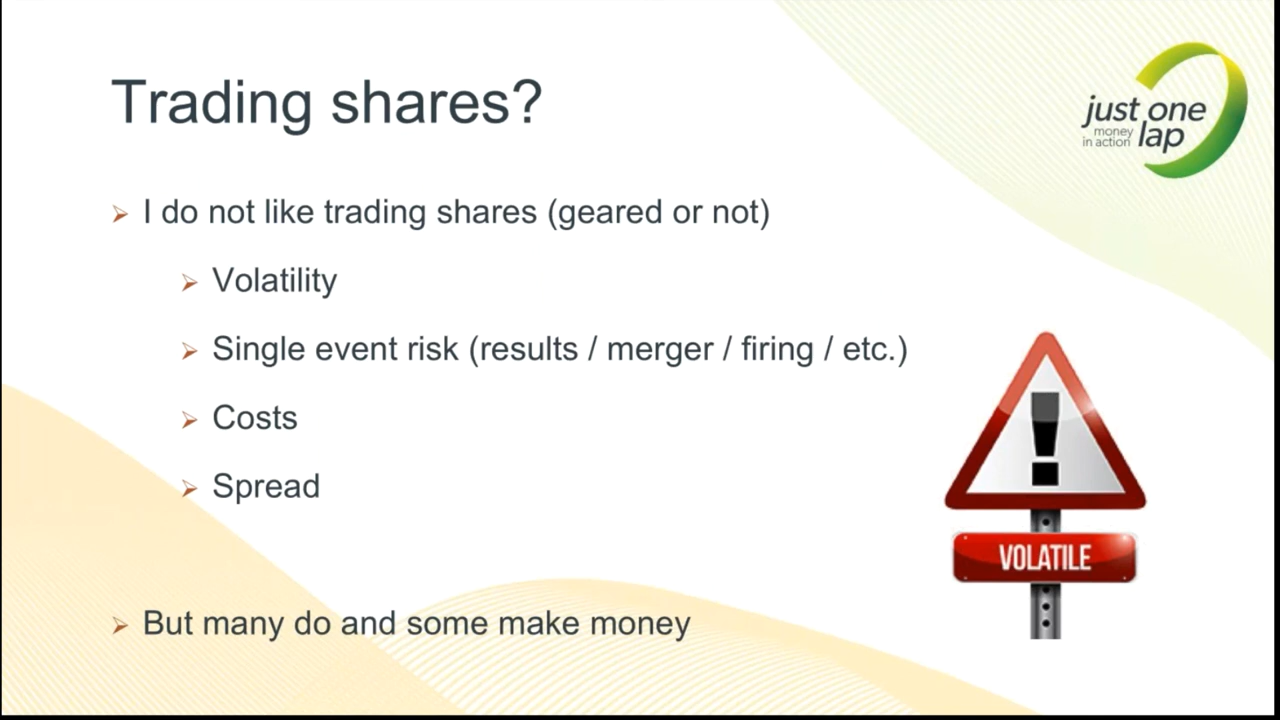 Trading shares?
just one
money
in action lap
I do not like trading shares (geared or not)
Volatility
Single event risk (results / merger / firing / etc.)
Costs
Spread
!
VOLATILE
But many do and some make money